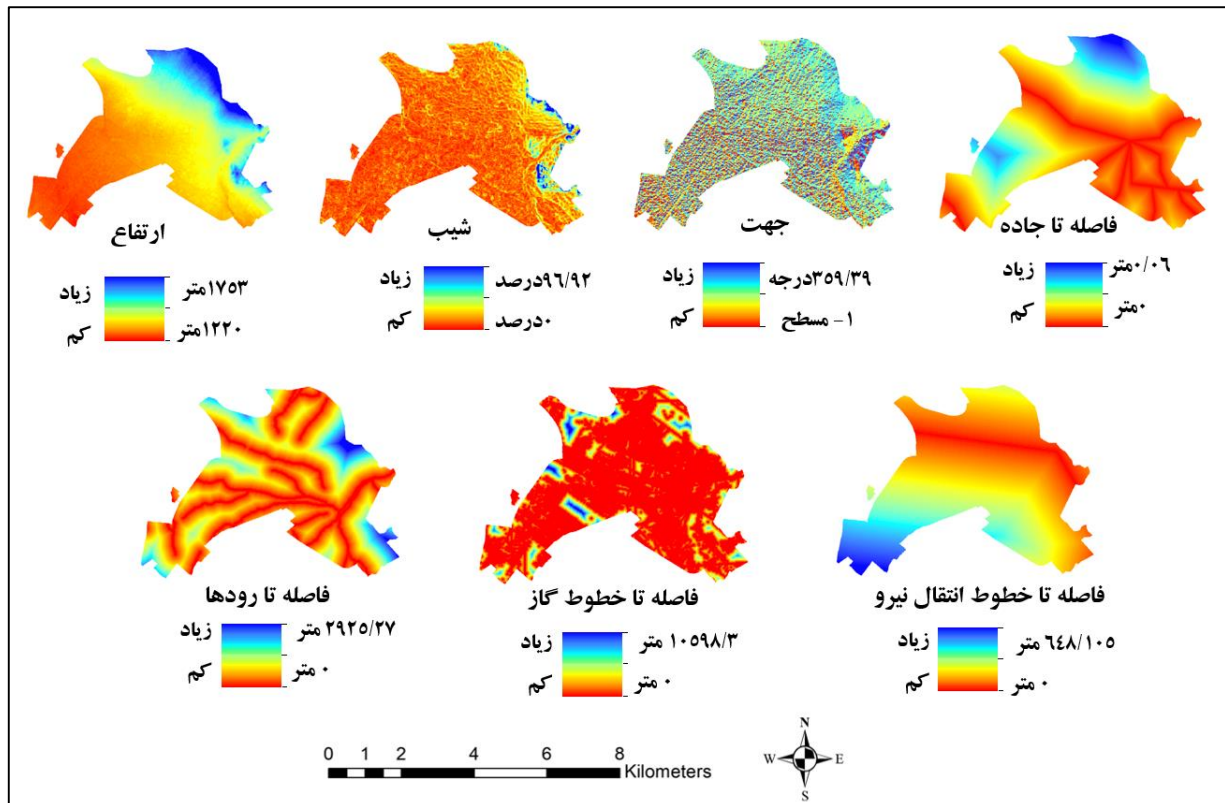 ارتفاع
زیاد
۱۷۵۳متر
کم
۱۲۲۰متر
شیب
زیاد
۹۶/۹۲درصد
کم
۰درصد
جهت
زیاد
۳۵۹/۳۹درجه
کم
۱- مسطح
فاصله تا جاده
زیاد
۰/۰۶متر
کم
۰متر
فاصله تا رودها
زیاد
۲۹۲۵/۲۷ متر
کم
۰ متر
فاصله تا خطوط گاز
زیاد
۱۰۵۹۸/۳ متر
کم
۰ متر
فاصله تا خطوط انتقال نیرو
زیاد
۶۴۸/۱۰۵ متر
کم
۰ متر
0 1 2 4 6 8
Kilometers
N
W E
S